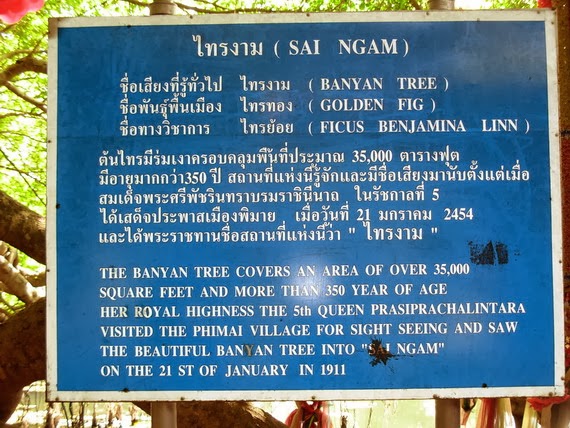 ไทรงาม ( SAI NGAM )
ชื่อเสียงที่รู้ทั่วไป ไทรงาม ( BANYAN TREE )
ชื่อพันธุ์พื้นเมือง ไทรทอง ( GOLDEN FIG )
ชื่อทางวิชาการ ไทรย้อย ( FICUS BENJAMINA LINN )
ต้นไทรมีร่มเงาครอบคลุมพื้นที่ประมาณ 35,000 ตารางฟุต
มีอายุมากกว่า350 ปี สถานที่แห่งนี้รู้จักและมีชื่อเสียงมานับตั้งแต่เมื่อ
สมเด็จพระศรีพัชรินทราบรมราชินีนาถ ในรัชกาลที่ 5
ได้เสด็จประพาสเมืองพิมาย เมื่อวันที่ 21 มกราคม 2454
และได้พระราชทานชื่อสถานที่แห่งนี้ว่า " ไทรงาม "
THE BANYAN TREE COVERS AN AREA OF OVER 35,000
SQUARE FEET AND MORE THAN 350 YEAR OF AGE
HER ROYAL HIGHNESS THE 5th QUEEN PRASIPRACHALINTARA
VISITED THE PHIMAI VILLAGE FOR SIGHT SEEING AND SAW
THE BEAUTIFUL BANYAN TREE INTO "SAI NGAM"
ON THE 21 ST OF JANUARY IN 1911